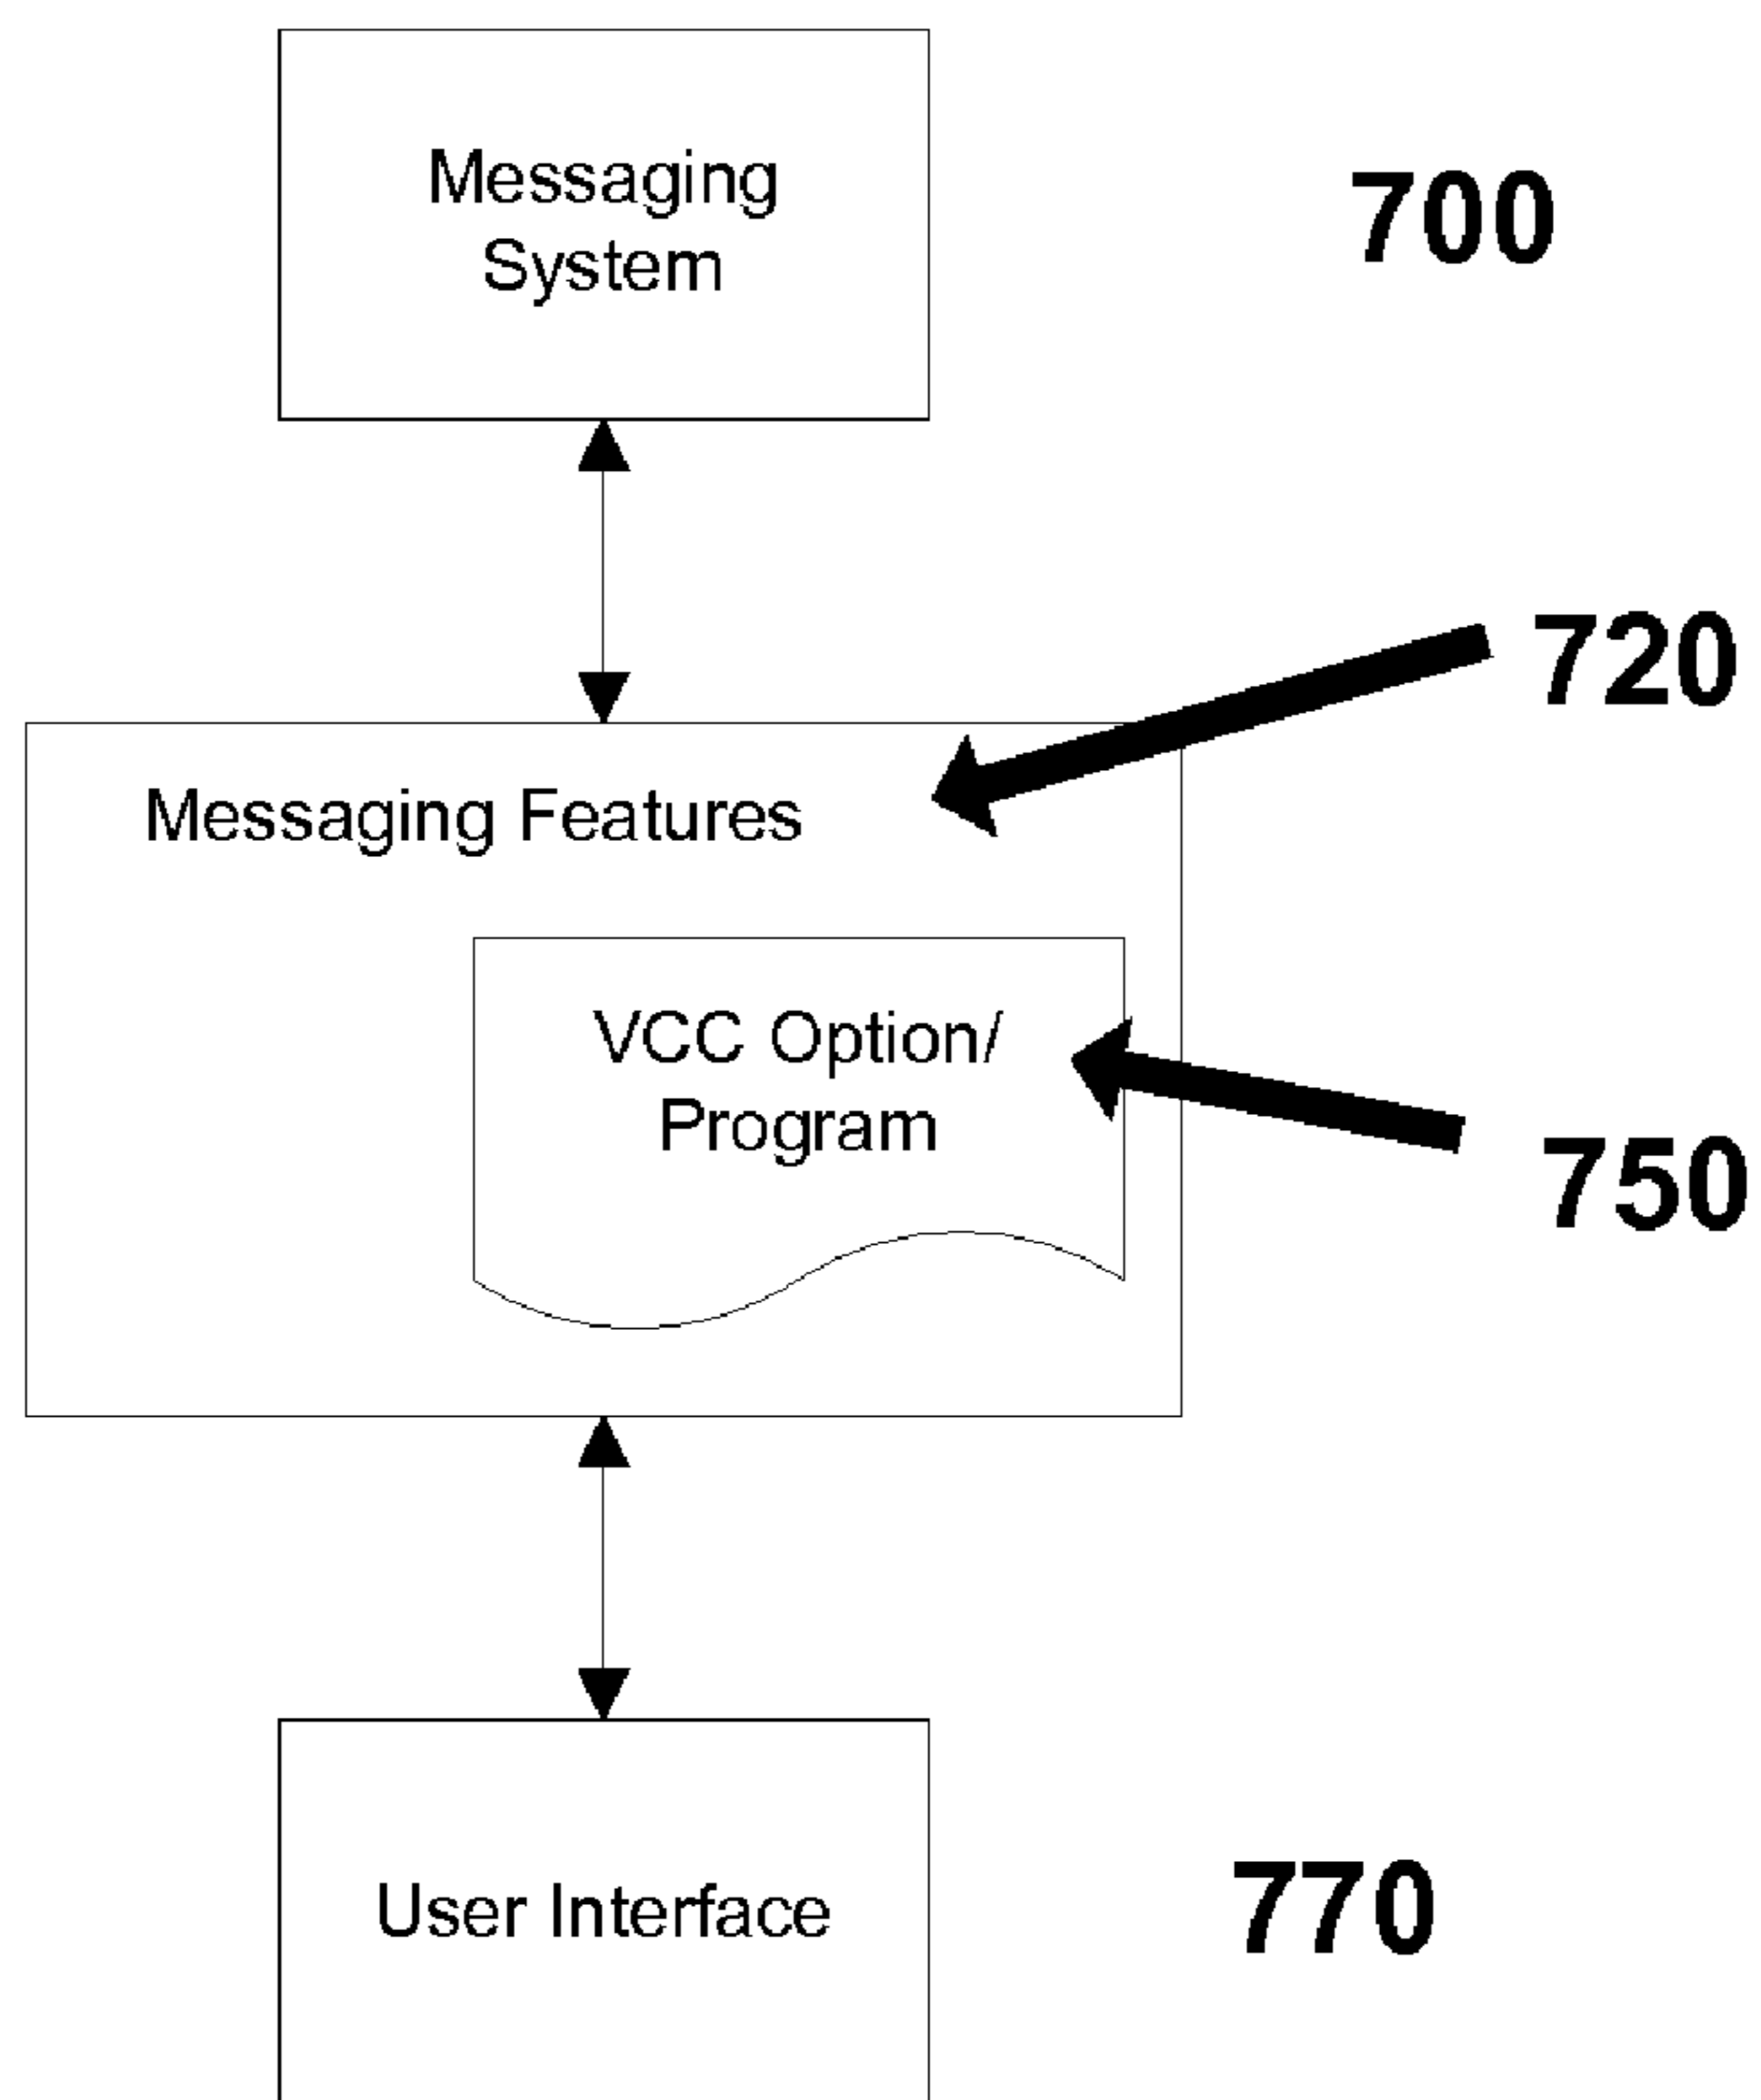 Messaging
System
700
720
Messaging Features
VCC Option/
Program
750
User Interface
770